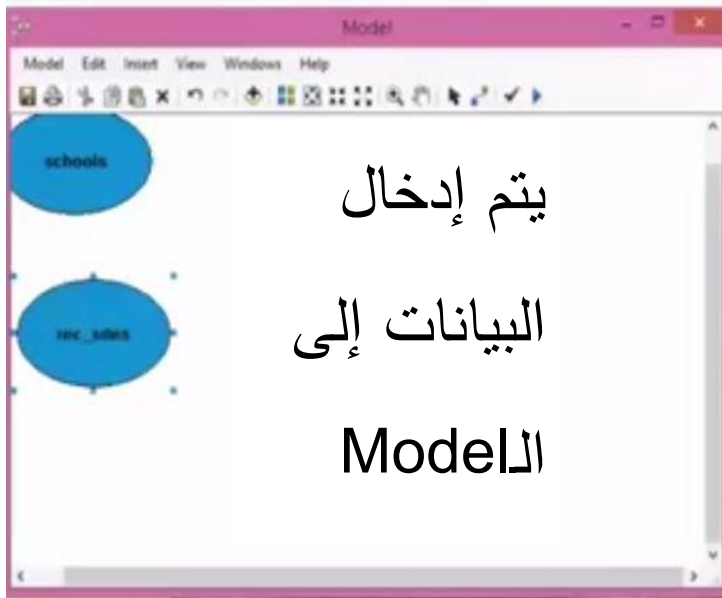 Model
Model Edit Insert View Windows Help
schools
rec_sites
يتم إدخال
البيانات إلى
الـModel